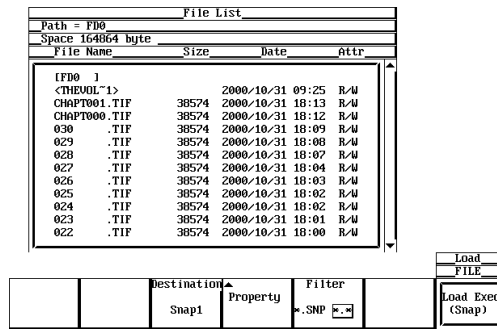 File List
Path = FD0
Space 164864 byte
File Name Size Date Attr
[FD0 ]
<THEVOL~1> 2000/10/31 09:25 R/W
CHAPT001.TIF 38574 2000/10/31 18:13 R/W
CHAPT000.TIF 38574 2000/10/31 18:12 R/W
030 .TIF 38574 2000/10/31 18:09 R/W
029 .TIF 38574 2000/10/31 18:08 R/W
028 .TIF 38574 2000/10/31 18:07 R/W
027 .TIF 38574 2000/10/31 18:04 R/W
026 .TIF 38574 2000/10/31 18:03 R/W
025 .TIF 38574 2000/10/31 18:02 R/W
024 .TIF 38574 2000/10/31 18:02 R/W
023 .TIF 38574 2000/10/31 18:01 R/W
022 .TIF 38574 2000/10/31 18:00 R/W
Load
FILE
Destination
Snap1
Property
Filter
*.SNP *.*
Load Exec
(Snap)